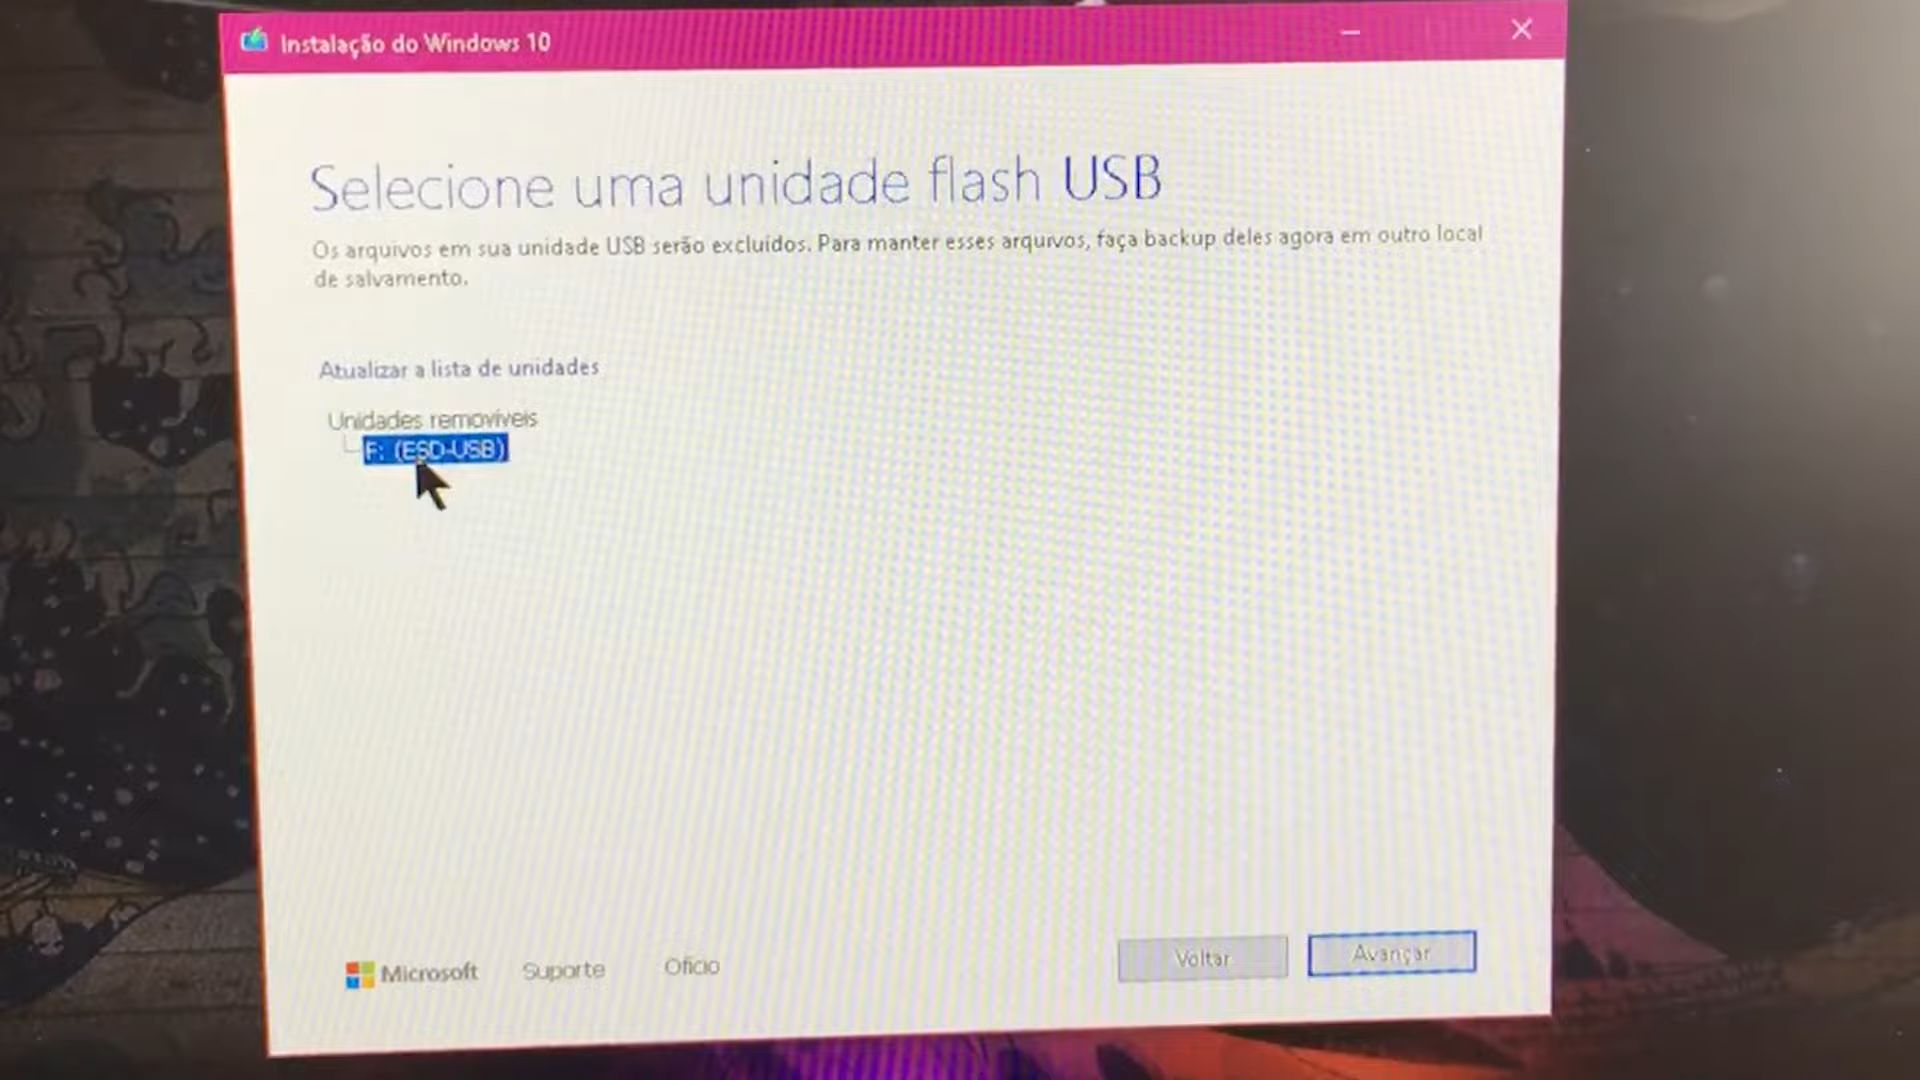 Instalação do Windows 10
Selecione uma unidade flash USB
Os arquivos em sua unidade USB serão excluídos. Para manter esses arquivos, faça backup deles agora em outro local
de salvamento.
Atualizar a lista de unidades
Unidades removíveis
F: (ESD-USB)
Microsoft Suporte Ofício Voltar Avançar